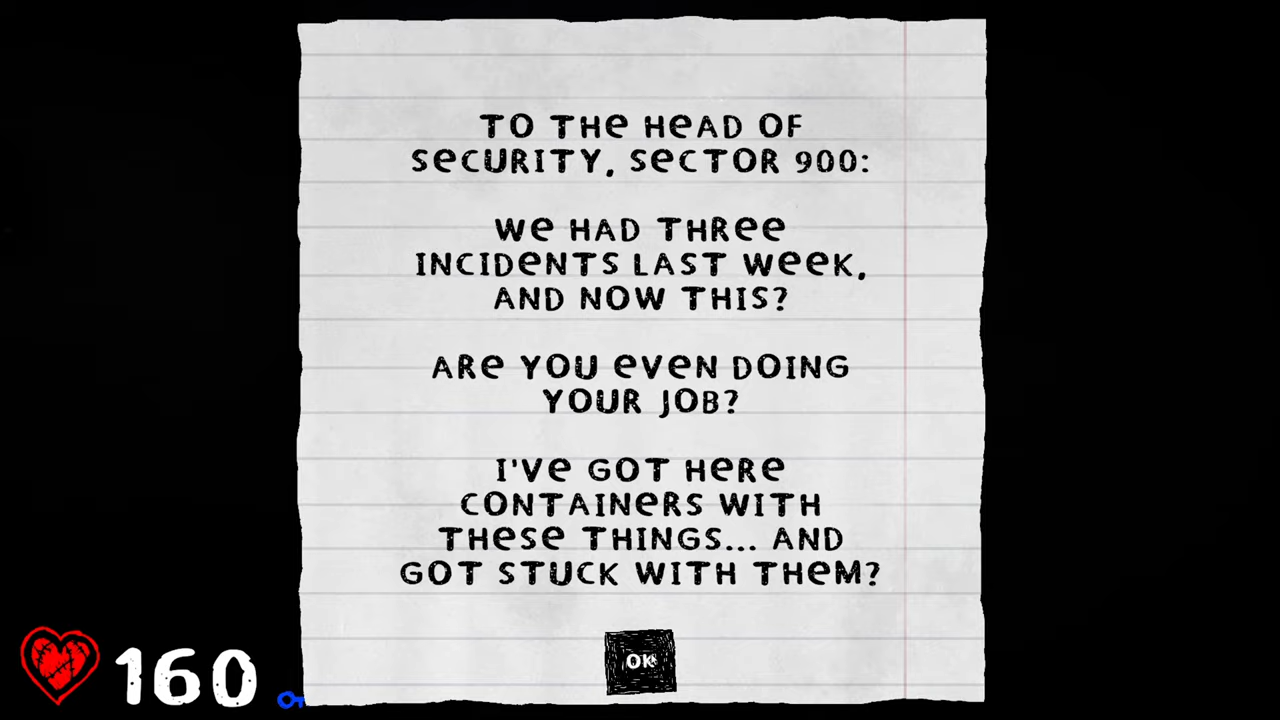 TO THE HEAD OF
SECURITY, SECTOR 900:
WE HAD THREE
INCIDENTS LAST WEEK,
AND NOW THIS?
ARE YOU EVEN DOING
YOUR JOB?
I'VE GOT HERE
CONTAINERS WITH
THESE THINGS... AND
GOT STUCK WITH THEM?
OK
160